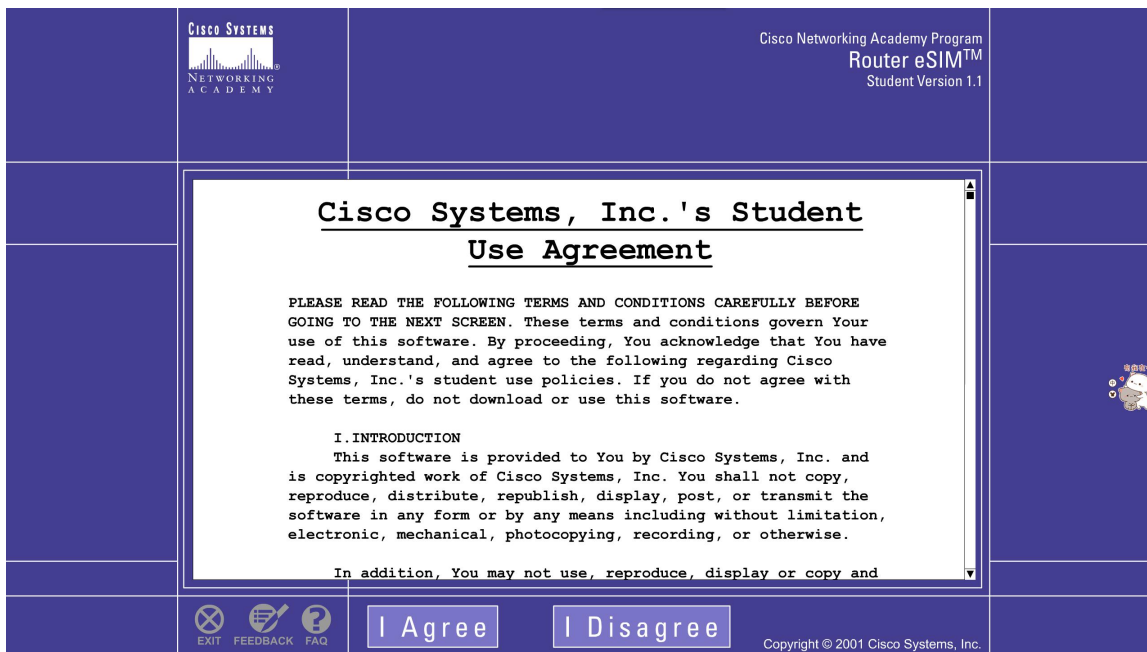 CISCO SYSTEMS
NETWORKING
ACADEMY
Cisco Networking Academy Program
Router eSIM™
Student Version 1.1
Cisco Systems, Inc.'s Student
Use Agreement
PLEASE READ THE FOLLOWING TERMS AND CONDITIONS CAREFULLY BEFORE
GOING TO THE NEXT SCREEN. These terms and conditions govern Your
use of this software. By proceeding, You acknowledge that You have
read, understand, and agree to the following regarding Cisco
Systems, Inc.'s student use policies. If you do not agree with
these terms, do not download or use this software.
I.INTRODUCTION
This software is provided to You by Cisco Systems, Inc. and
is copyrighted work of Cisco Systems, Inc. You shall not copy,
reproduce, distribute, republish, display, post, or transmit the
software in any form or by any means including without limitation,
electronic, mechanical, photocopying, recording, or otherwise.
In addition, You may not use, reproduce, display or copy and
EXIT FEEDBACK FAQ
I Agree
I Disagree
Copyright © 2001 Cisco Systems, Inc.